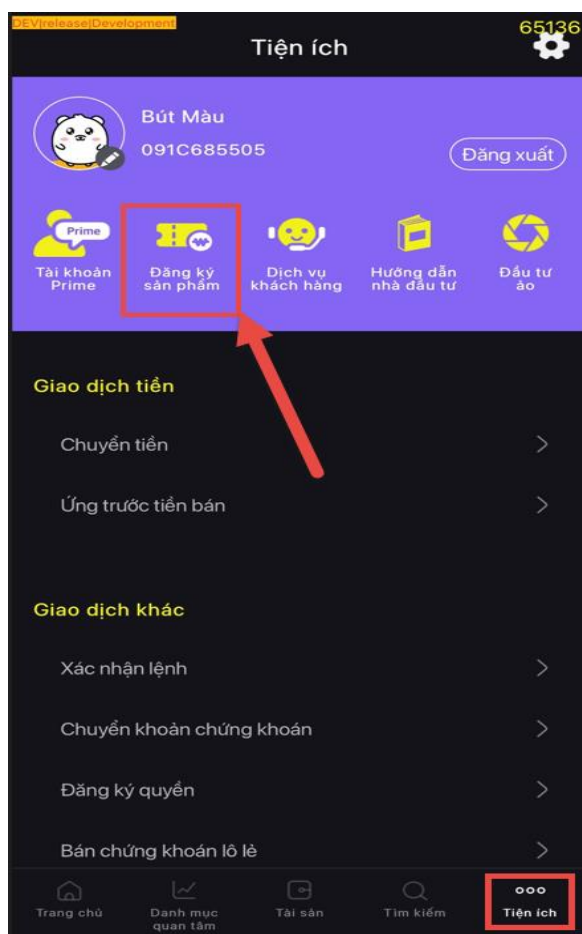 DEV|release|Development
65136
Tiện ích
Bút Màu
091C685505
Đăng xuất
Prime
Tài khoản
Prime
Đăng ký
sản phẩm
Dịch vụ
khách hàng
Hướng dẫn
nhà đầu tư
Đầu tư
ảo
Giao dịch tiền
Chuyển tiền
Ứng trước tiền bán
Giao dịch khác
Xác nhận lệnh
Chuyển khoản chứng khoán
Đăng ký quyền
Bán chứng khoán lô lẻ
Trang chủ
Danh mục
quan tâm
Tài sản
Tìm kiếm
Tiện ích